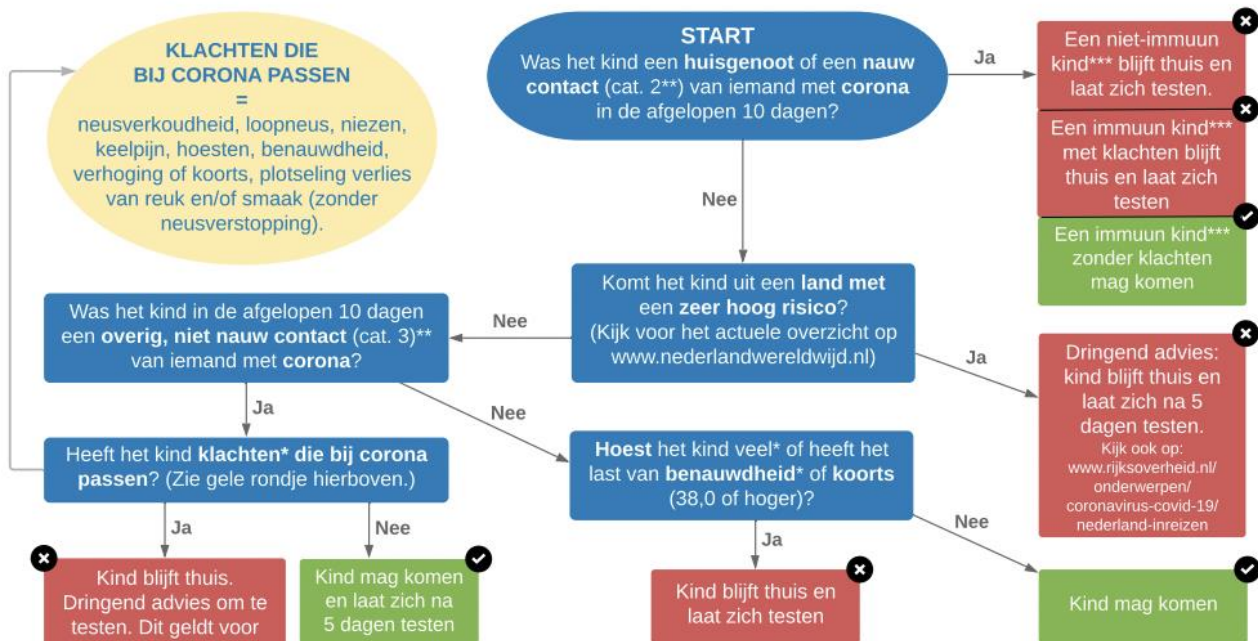 KLACHTEN DIE
BIJ CORONA PASSEN
=
neusverkoudheid, loopneus, niezen,
keelpijn, hoesten, benauwdheid,
verhoging of koorts, plotseling verlies
van reuk en/of smaak (zonder
neusverstopping).
START
Was het kind een huisgenoot of een nauw
contact (cat. 2**) van iemand met corona
in de afgelopen 10 dagen?
Ja
Een niet-immuun
kind*** blijft thuis en
laat zich testen.
Een immuun kind***
met klachten blijft
thuis en laat zich
testen
Een immuun kind***
zonder klachten
mag komen
Nee
Komt het kind uit een land met
een zeer hoog risico?
(Kijk voor het actuele overzicht op
www.nederlandwereldwijd.nl)
Nee
Ja
Was het kind in de afgelopen 10 dagen
een overig, niet nauw contact (cat. 3)**
van iemand met corona?
Dringend advies:
kind blijft thuis en
laat zich na 5
dagen testen.
Kijk ook op:
www.rijksoverheid.nl/
onderwerpen/
coronavirus-covid-19/
nederland-inreizen
Ja
Nee
Heeft het kind klachten* die bij corona
passen? (Zie gele rondje hierboven.)
Hoest het kind veel* of heeft het
last van benauwdheid* of koorts
(38,0 of hoger)?
Ja
Nee
Ja
Nee
Kind blijft thuis.
Dringend advies om te
testen. Dit geldt voor
Kind mag komen
en laat zich na
5 dagen testen
Kind blijft thuis en
laat zich testen
Kind mag komen